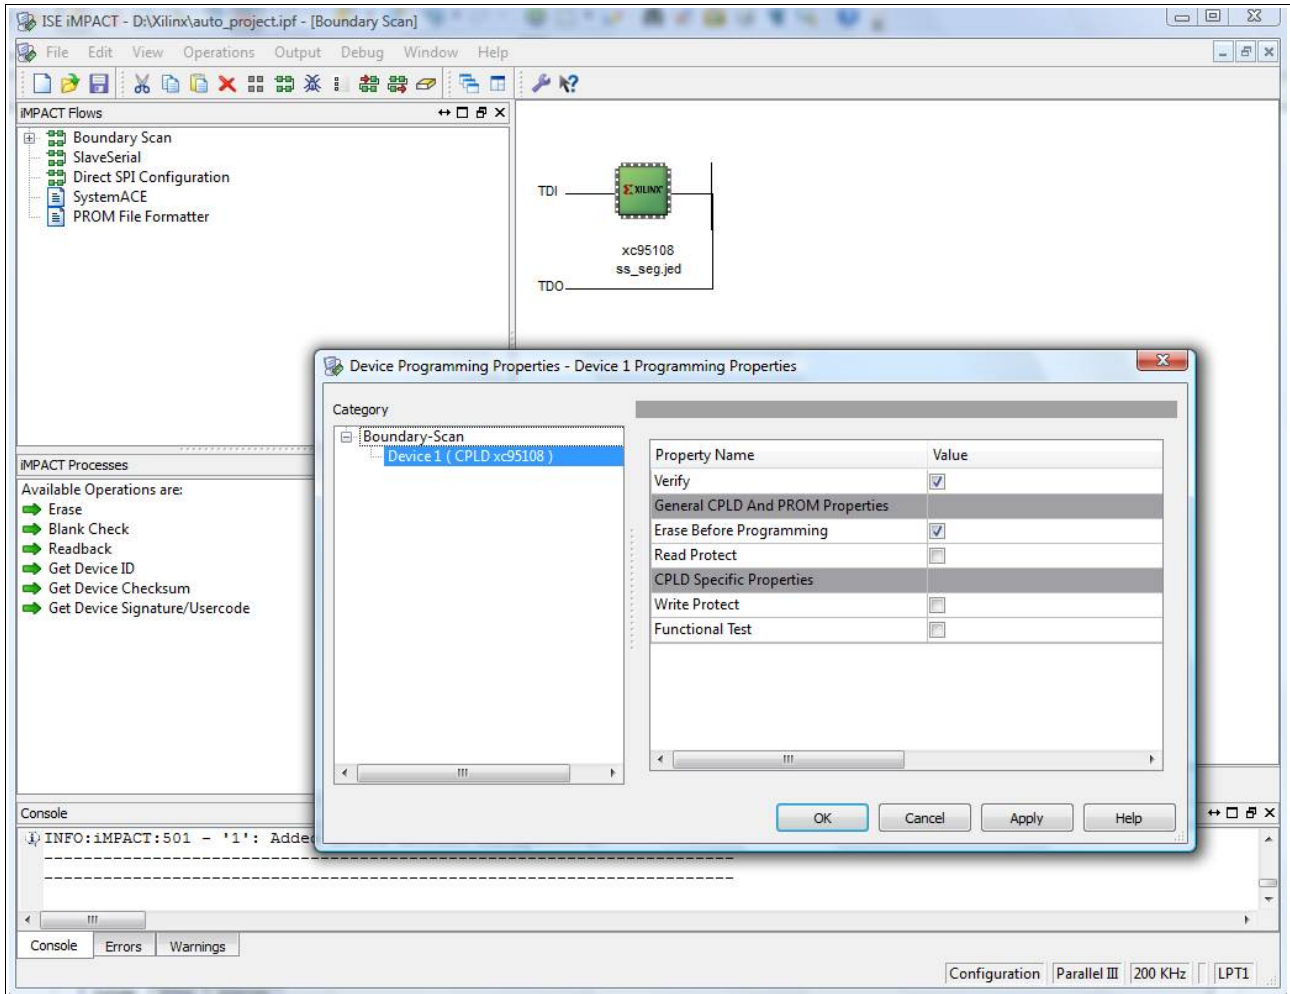 ISE iMPACT - D:\Xilinx\auto_project.ipf - [Boundary Scan]
File Edit View Operations Output Debug Window Help
iMPACT Flows
Boundary Scan
SlaveSerial
Direct SPI Configuration
SystemACE
PROM File Formatter
TDI
XILINX
xc95108
ss_seg.jed
TDO
Device Programming Properties - Device 1 Programming Properties
Category
Boundary-Scan
Device 1 ( CPLD xc95108 )
Property Name Value
Verify
General CPLD And PROM Properties
Erase Before Programming
Read Protect
CPLD Specific Properties
Write Protect
Functional Test
OK Cancel Apply Help
iMPACT Processes
Available Operations are:
Erase
Blank Check
Readback
Get Device ID
Get Device Checksum
Get Device Signature/Usercode
Console
INFO:iMPACT:501 - '1': Added
--------------------------------------------------------------------
--------------------------------------------------------------------
Console Errors Warnings
Configuration Parallel III 200 KHz LPT1